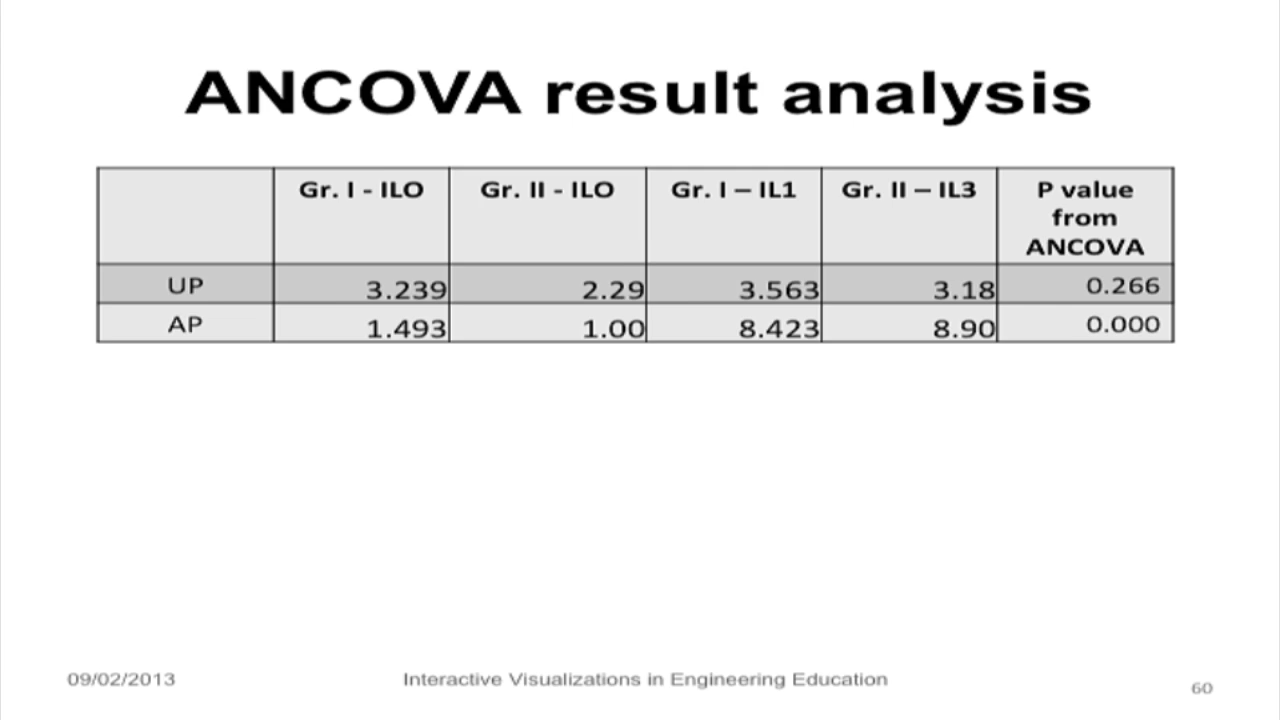 ANCOVA result analysis
Gr. I - ILO Gr. II - ILO Gr. I – IL1 Gr. II – IL3 P value
from
ANCOVA
UP 3.239 2.29 3.563 3.18 0.266
AP 1.493 1.00 8.423 8.90 0.000
09/02/2013 Interactive Visualizations in Engineering Education 60